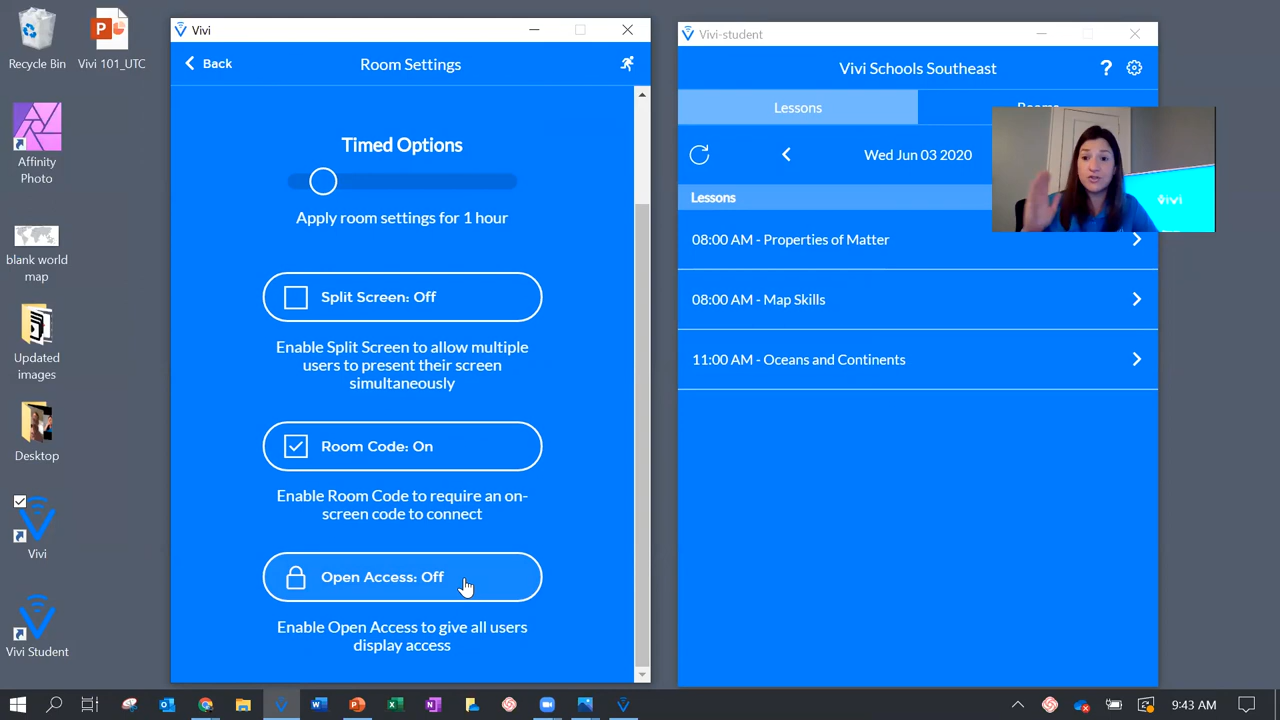 Recycle Bin
Vivi 101_UTC
Affinity
Photo
blank world
map
Updated
images
Desktop
Vivi
Vivi Student
Vivi
Back
Room Settings
Timed Options
Apply room settings for 1 hour
Split Screen: Off
Enable Split Screen to allow multiple
users to present their screen
simultaneously
Room Code: On
Enable Room Code to require an on-
screen code to connect
Open Access: Off
Enable Open Access to give all users
display access
Vivi-student
Vivi Schools Southeast
?
Lessons
Rooms
Wed Jun 03 2020
Lessons
08:00 AM - Properties of Matter
08:00 AM - Map Skills
11:00 AM - Oceans and Continents
vivi
9:43 AM